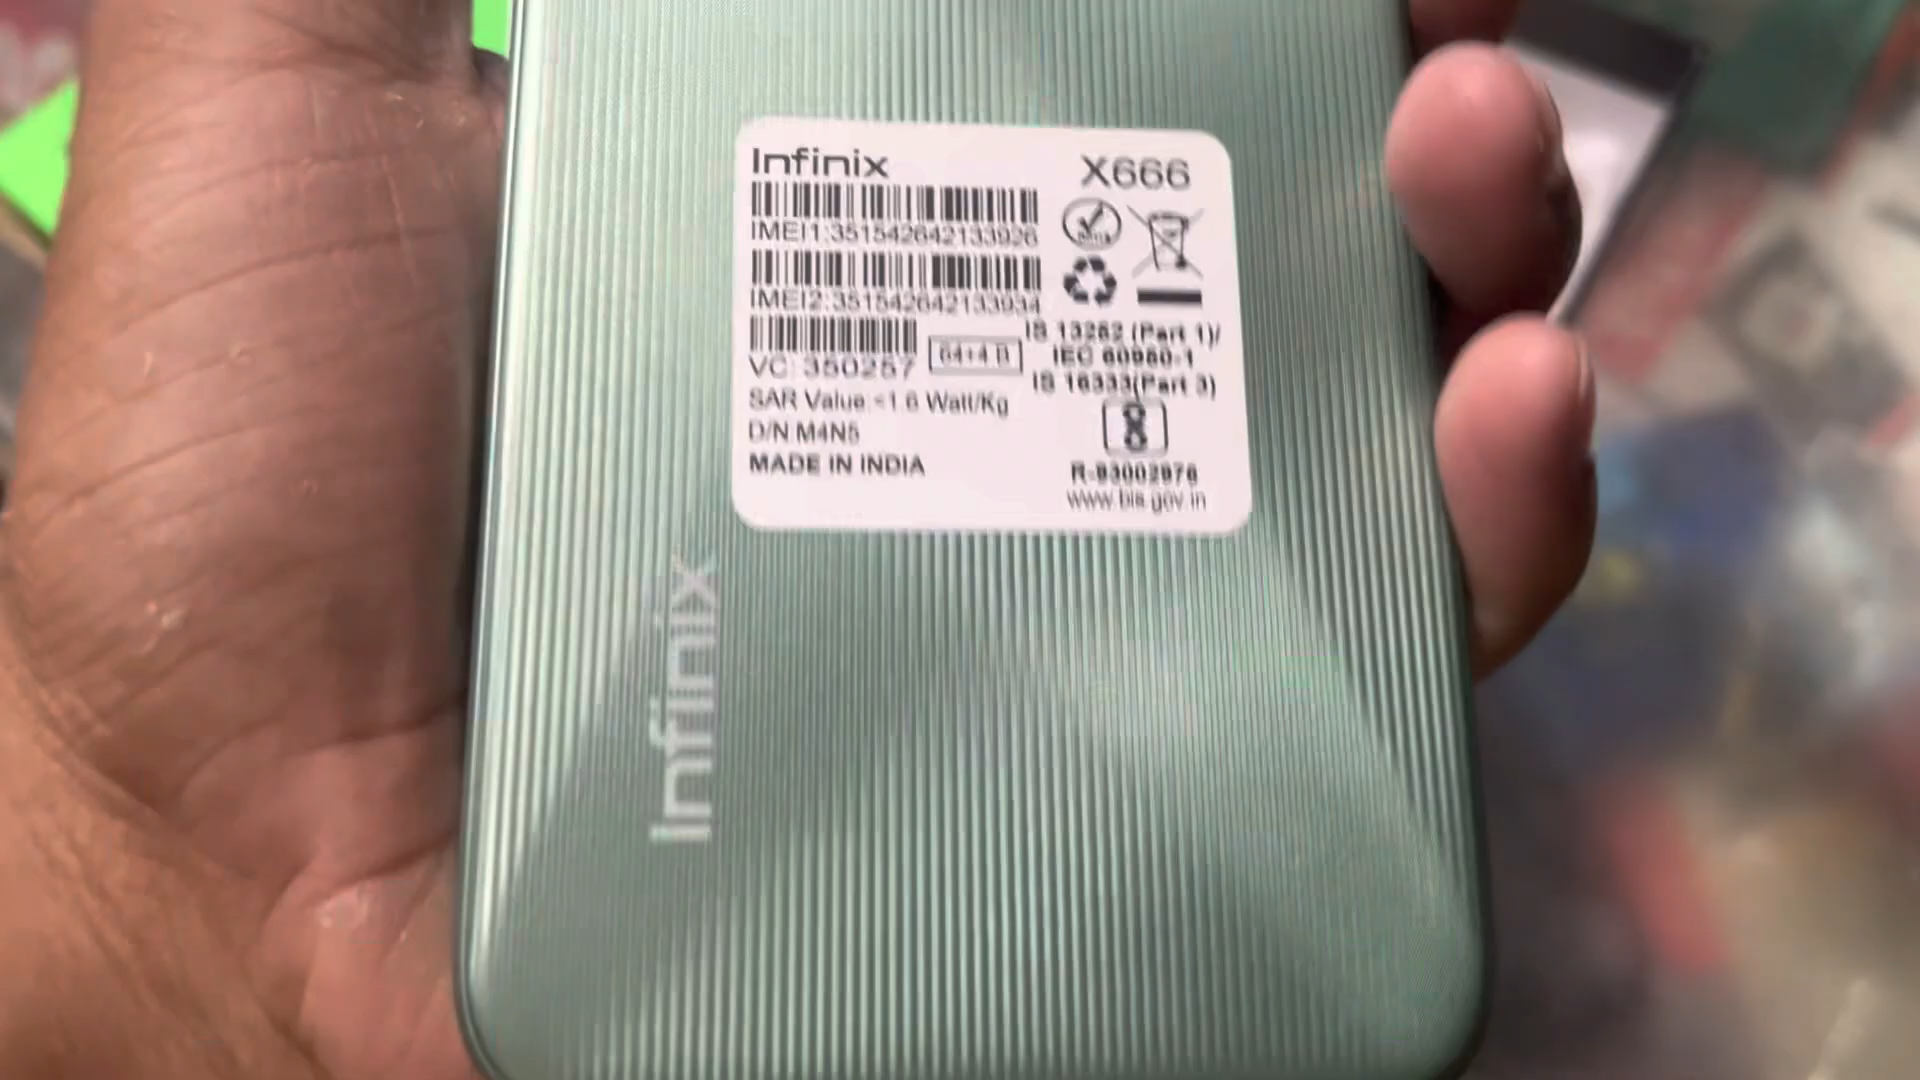 Infinix X666
IMEI1:351542642133926
IMEI2:351542642133934
VC: 350257 64+4 B
SAR Value:<1.6 Watt/Kg
D/N:M4N5
MADE IN INDIA
IS 13252 (Part 1)/
IEC 60950-1
IS 16333(Part 3)
R-93002976
www.bis.gov.in
Infinix